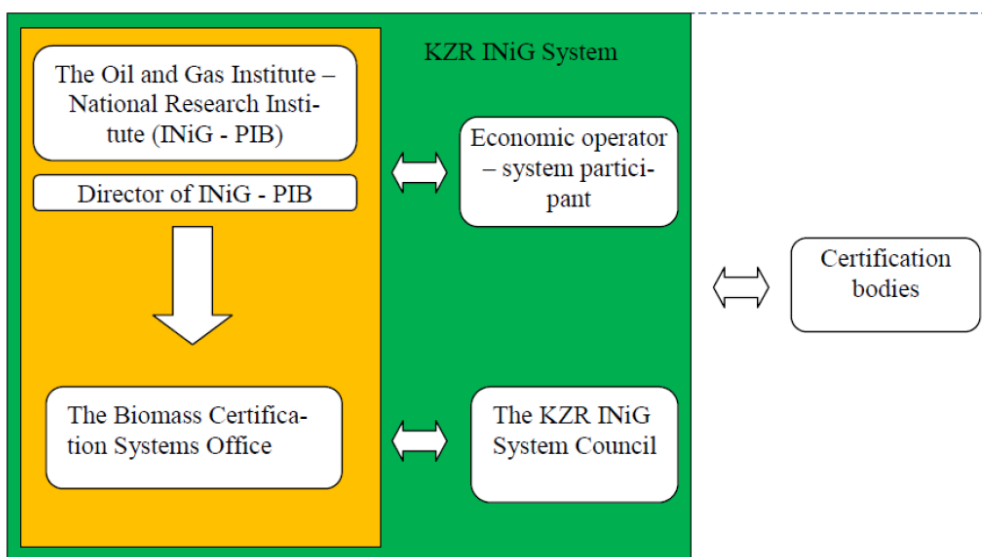 KZR INiG System
The Oil and Gas Institute –
National Research Insti-
tute (INiG - PIB)
Director of INiG - PIB
Economic operator
– system partici-
pant
Certification
bodies
The Biomass Certifica-
tion Systems Office
The KZR INiG
System Council